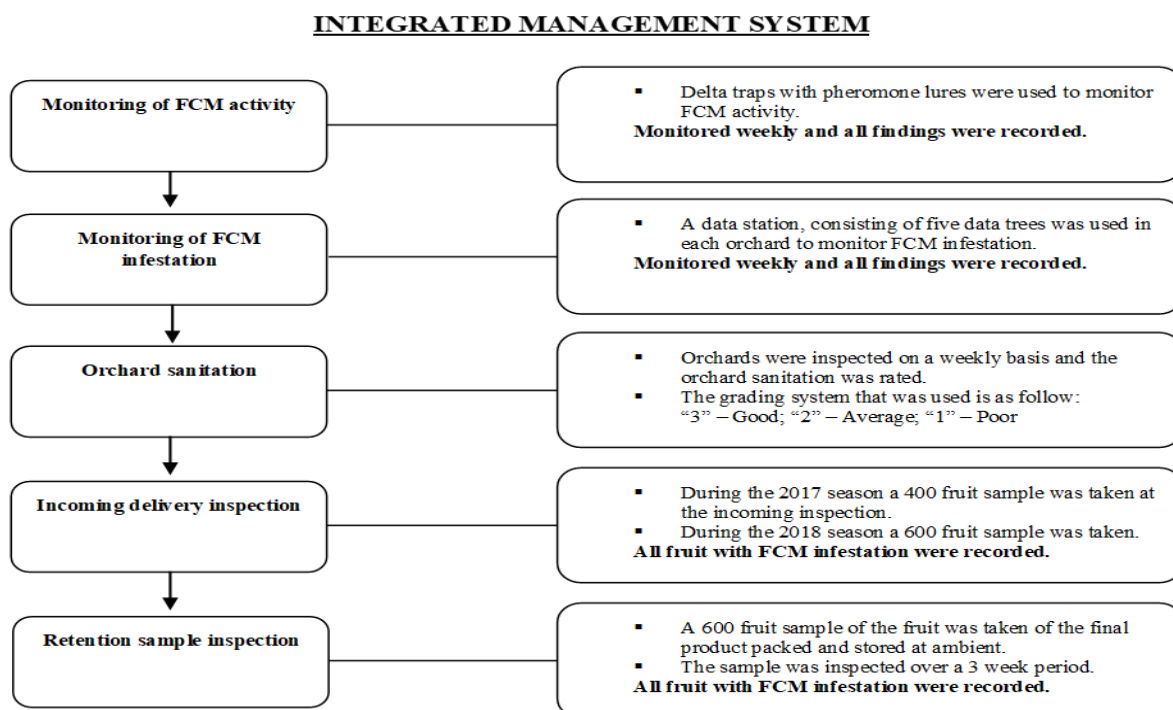 INTEGRATED MANAGEMENT SYSTEM
Monitoring of FCM activity
▪ Delta traps with pheromone lures were used to monitor
FCM activity.
Monitored weekly and all findings were recorded.
Monitoring of FCM
infestation
▪ A data station, consisting of five data trees was used in
each orchard to monitor FCM infestation.
Monitored weekly and all findings were recorded.
Orchard sanitation
▪ Orchards were inspected on a weekly basis and the
orchard sanitation was rated.
▪ The grading system that was used is as follow:
“3” – Good; “2” – Average; “1” – Poor
Incoming delivery inspection
▪ During the 2017 season a 400 fruit sample was taken at
the incoming inspection.
▪ During the 2018 season a 600 fruit sample was taken.
All fruit with FCM infestation were recorded.
Retention sample inspection
▪ A 600 fruit sample of the fruit was taken of the final
product packed and stored at ambient.
▪ The sample was inspected over a 3 week period.
All fruit with FCM infestation were recorded.